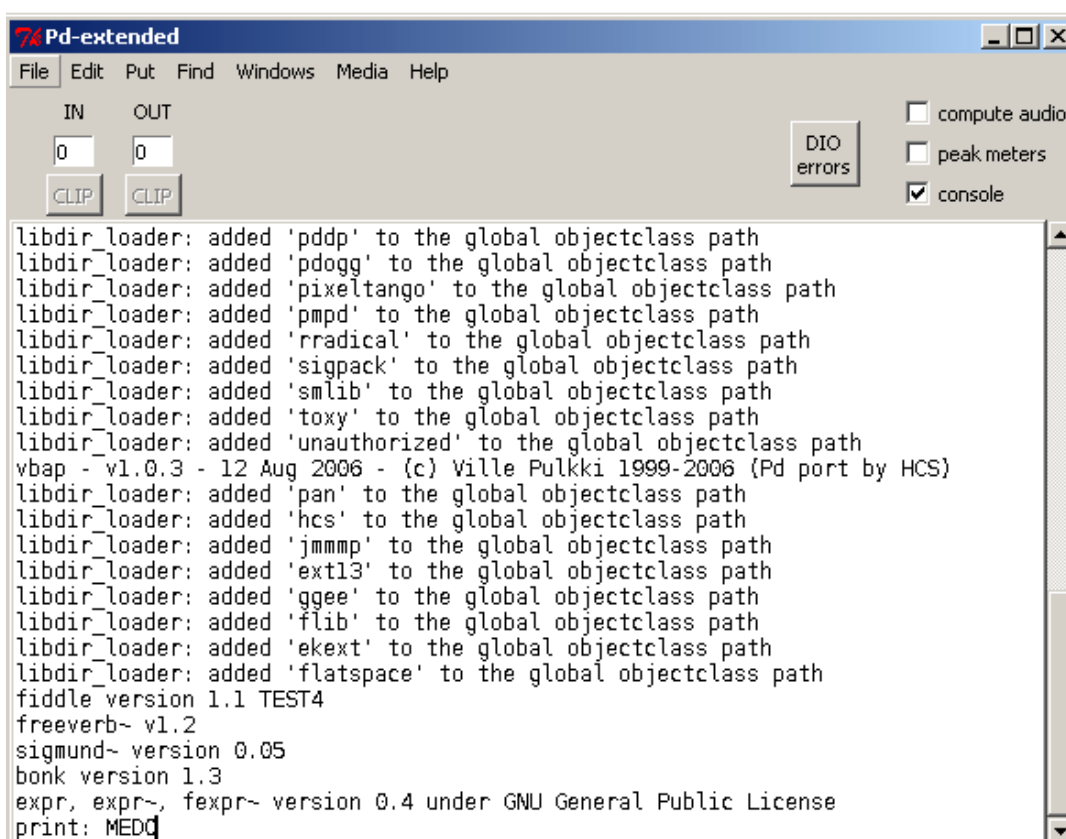 Pd-extended
File Edit Put Find Windows Media Help
IN OUT
compute audio
0 0
DIO
errors
peak meters
CLIP CLIP
console
libdir_loader: added 'pddp' to the global objectclass path
libdir_loader: added 'pdogg' to the global objectclass path
libdir_loader: added 'pixeltango' to the global objectclass path
libdir_loader: added 'pmpd' to the global objectclass path
libdir_loader: added 'rradical' to the global objectclass path
libdir_loader: added 'sigpack' to the global objectclass path
libdir_loader: added 'smlib' to the global objectclass path
libdir_loader: added 'toxy' to the global objectclass path
libdir_loader: added 'unauthorized' to the global objectclass path
vbap - v1.0.3 - 12 Aug 2006 - (c) Ville Pulkki 1999-2006 (Pd port by HCS)
libdir_loader: added 'pan' to the global objectclass path
libdir_loader: added 'hcs' to the global objectclass path
libdir_loader: added 'jmmmp' to the global objectclass path
libdir_loader: added 'ext13' to the global objectclass path
libdir_loader: added 'ggee' to the global objectclass path
libdir_loader: added 'flib' to the global objectclass path
libdir_loader: added 'ekext' to the global objectclass path
libdir_loader: added 'flatspace' to the global objectclass path
fiddle version 1.1 TEST4
freeverb~ v1.2
sigmund~ version 0.05
bonk version 1.3
expr, expr~, fexpr~ version 0.4 under GNU General Public License
print: